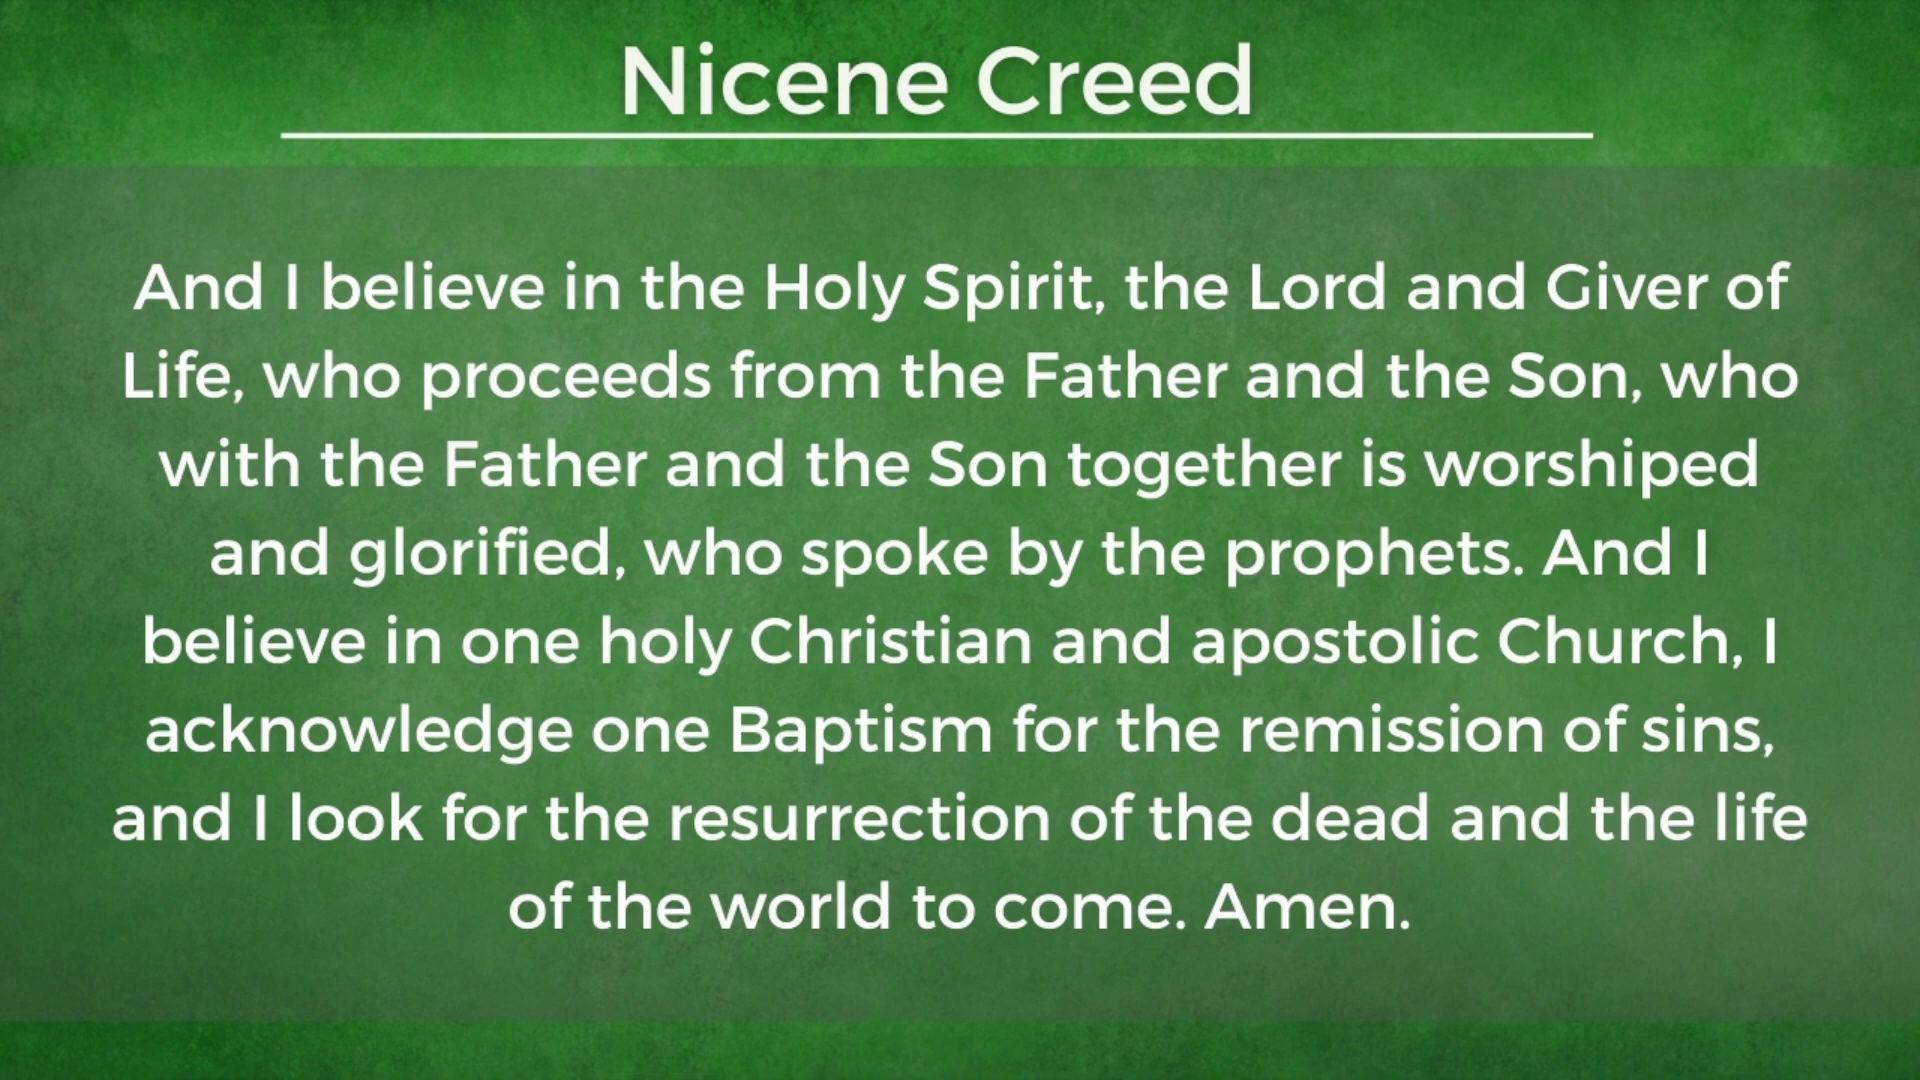 Nicene Creed
And I believe in the Holy Spirit, the Lord and Giver of
Life, who proceeds from the Father and the Son, who
with the Father and the Son together is worshiped
and glorified, who spoke by the prophets. And I
believe in one holy Christian and apostolic Church, I
acknowledge one Baptism for the remission of sins,
and I look for the resurrection of the dead and the life
of the world to come. Amen.